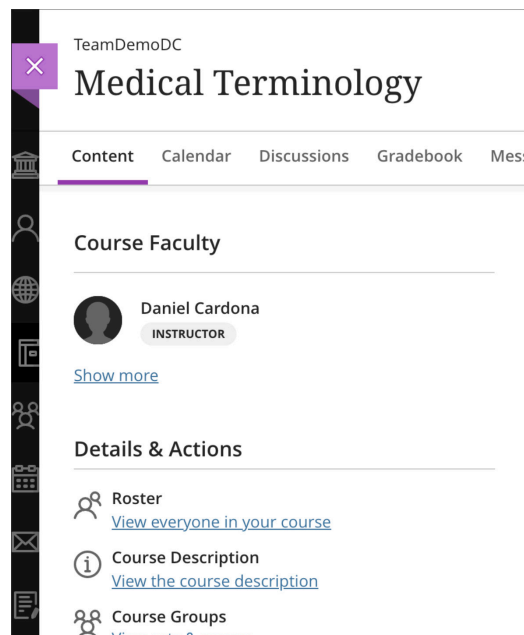 TeamDemoDC
Medical Terminology
Content Calendar Discussions Gradebook
Course Faculty
Daniel Cardona
INSTRUCTOR
Show more
Details & Actions
Roster
View everyone in your course
Course Description
View the course description
Course Groups